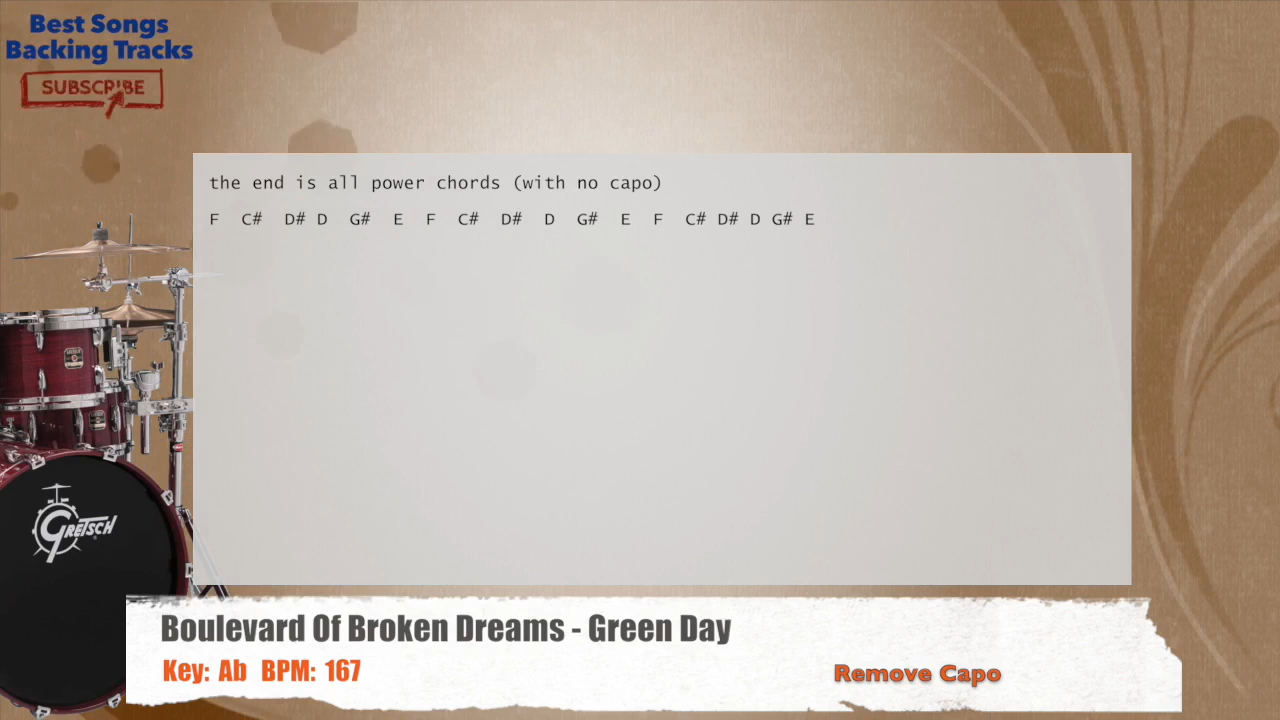 Best Songs
Backing Tracks
SUBSCRIBE
the end is all power chords (with no capo)
F C# D# D G# E F C# D# D G# E F C# D# D G# E
GRETSCH
Boulevard Of Broken Dreams - Green Day
Key: Ab BPM: 167
Remove Capo